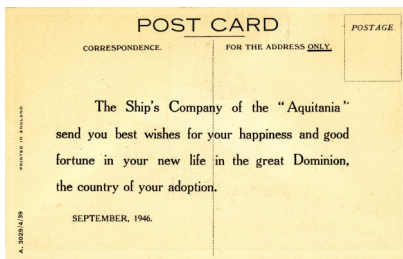 POST CARD
POSTAGE
CORRESPONDENCE.
FOR THE ADDRESS ONLY.
The Ship's Company of the "Aquitania"
send you best wishes for your happiness and good
fortune in your new life in the great Dominion,
the country of your adoption.
SEPTEMBER, 1946.
PRINTED IN ENGLAND
A. 3029/4/39